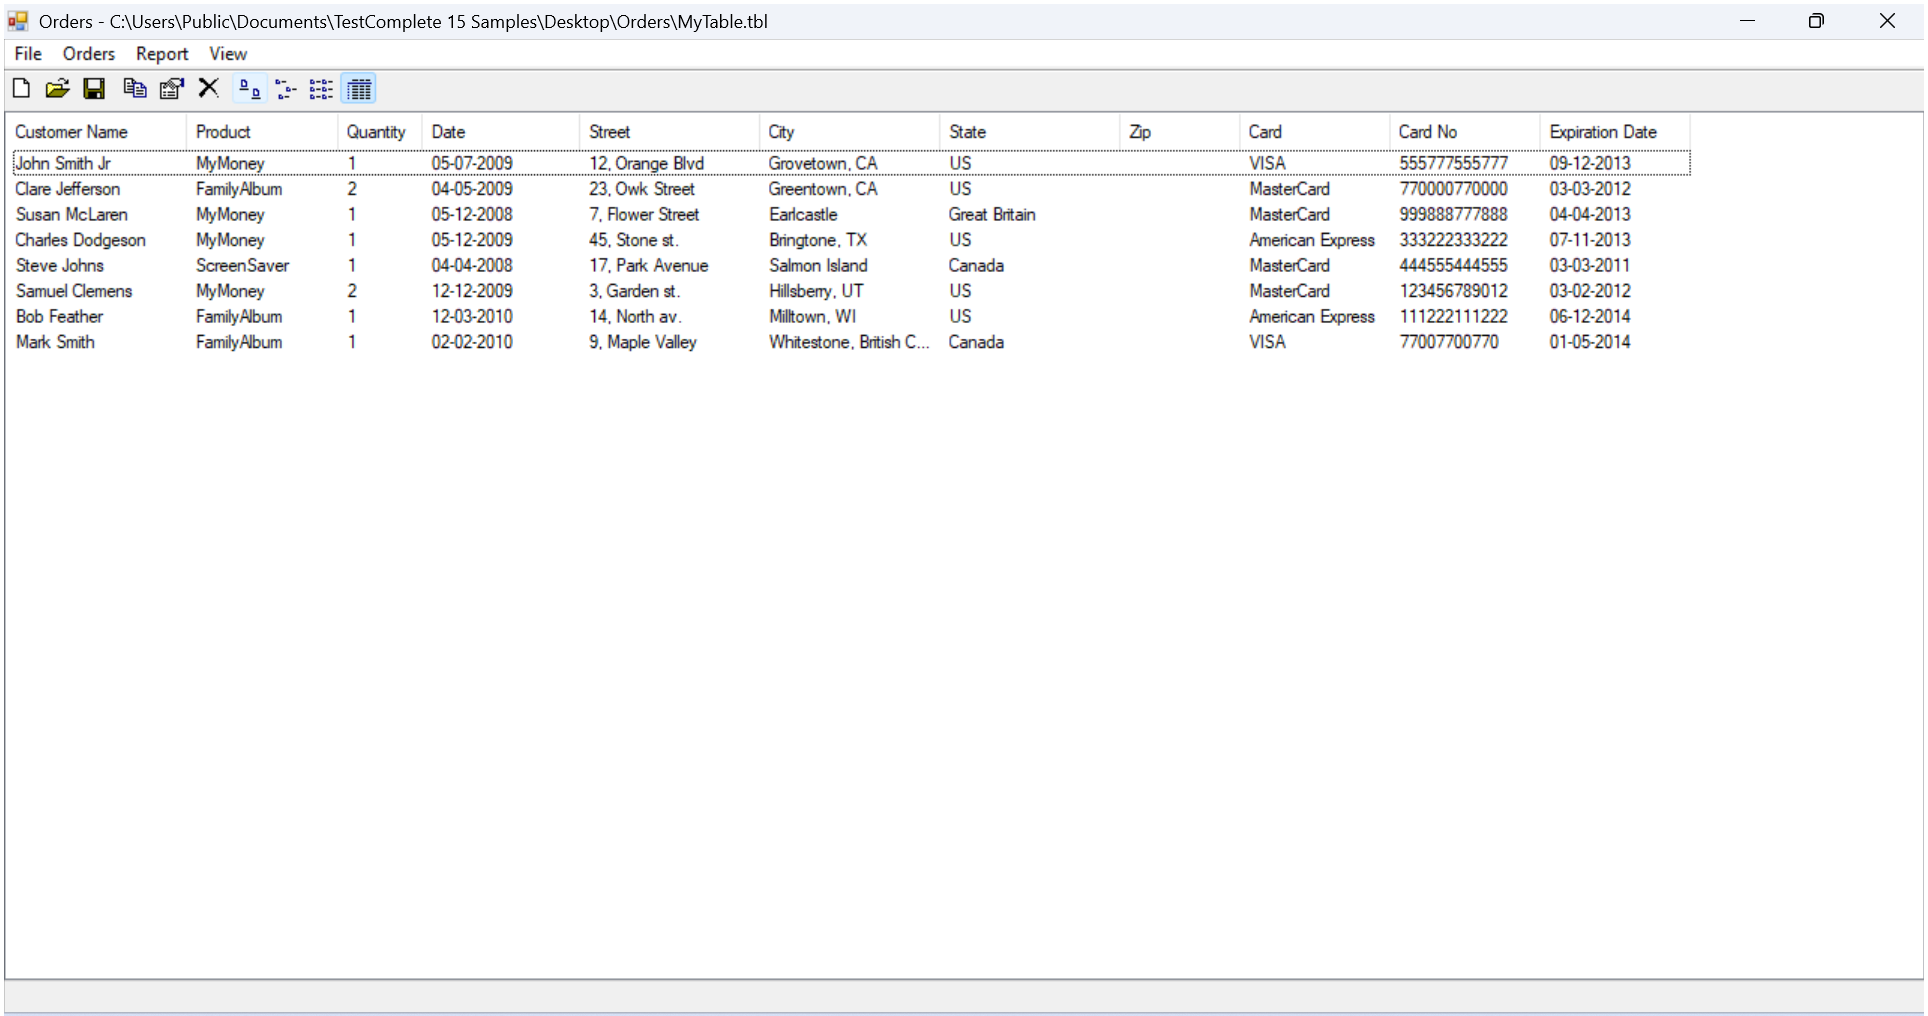 Orders - C:\Users\Public\Documents\TestComplete 15 Samples\Desktop\Orders\MyTable.tbl
File Orders Report View
Customer Name Product Quantity Date Street City State Zip Card Card No Expiration Date
John Smith Jr MyMoney 1 05-07-2009 12, Orange Blvd Grovetown, CA US VISA 555777555777 09-12-2013
Clare Jefferson FamilyAlbum 2 04-05-2009 23, Owk Street Greentown, CA US MasterCard 770000770000 03-03-2012
Susan McLaren MyMoney 1 05-12-2008 7, Flower Street Earlcastle Great Britain MasterCard 999888777888 04-04-2013
Charles Dodgeson MyMoney 1 05-12-2009 45, Stone st. Bringtone, TX US American Express 333222333222 07-11-2013
Steve Johns ScreenSaver 1 04-04-2008 17, Park Avenue Salmon Island Canada MasterCard 444555444555 03-03-2011
Samuel Clemens MyMoney 2 12-12-2009 3, Garden st. Hillsberry, UT US MasterCard 123456789012 03-02-2012
Bob Feather FamilyAlbum 1 12-03-2010 14, North av. Milltown, WI US American Express 111222111222 06-12-2014
Mark Smith FamilyAlbum 1 02-02-2010 9, Maple Valley Whitestone, British C... Canada VISA 77007700770 01-05-2014